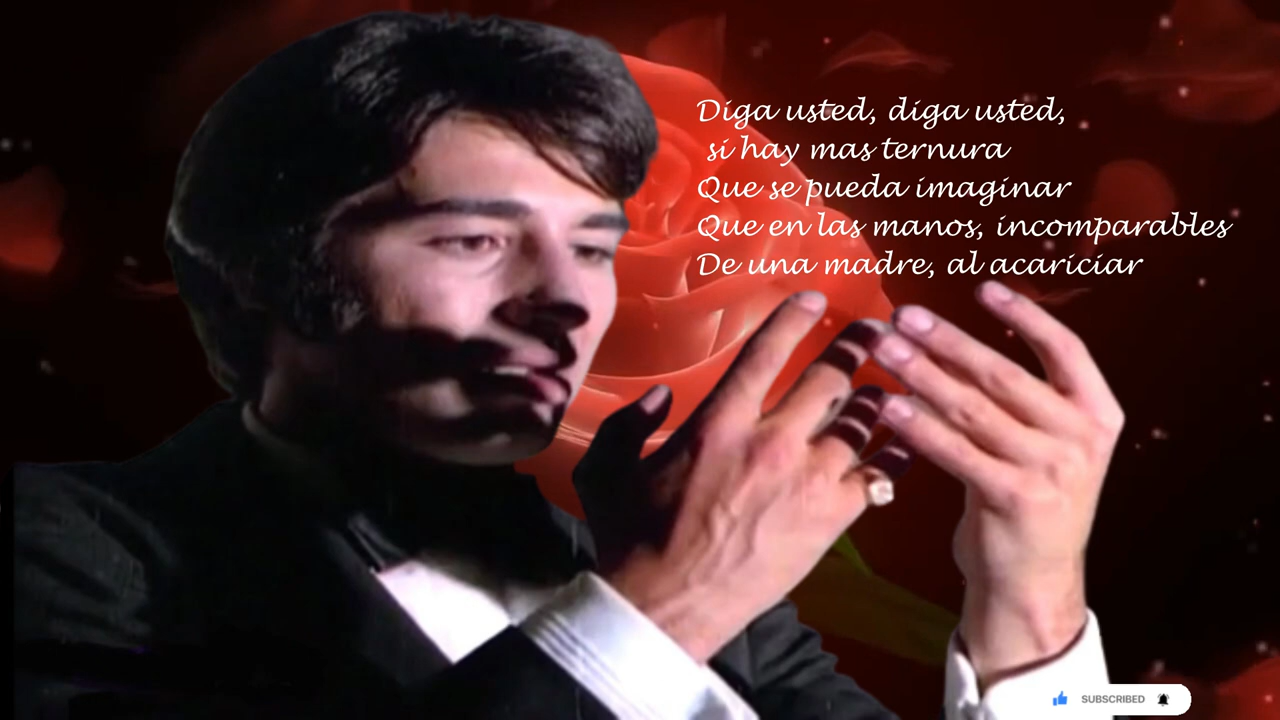 Diga usted, diga usted,
si hay mas ternura
Que se pueda imaginar
Que en las manos, incomparables
De una madre, al acariciar
SUBSCRIBED